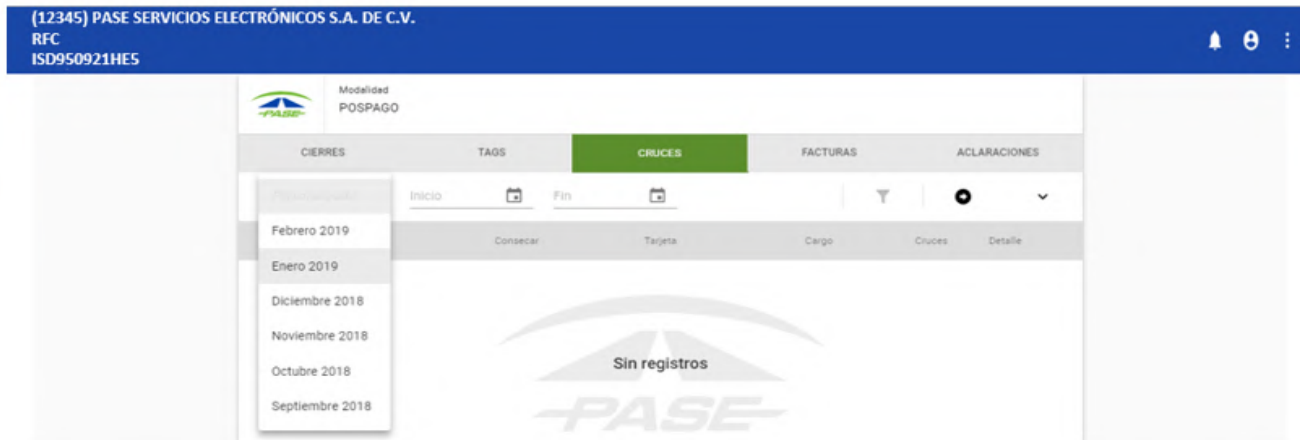 (12345) PASE SERVICIOS ELECTRÓNICOS S.A. DE C.V.
RFC
ISD950921HE5
PASE
Modalidad
POSPAGO
CIERRES TAGS CRUCES FACTURAS ACLARACIONES
Inicio Fin
Consecar Tarjeta Cargo Cruces Detalle
Febrero 2019
Enero 2019
Diciembre 2018
Noviembre 2018
Octubre 2018
Septiembre 2018
Sin registros
PASE